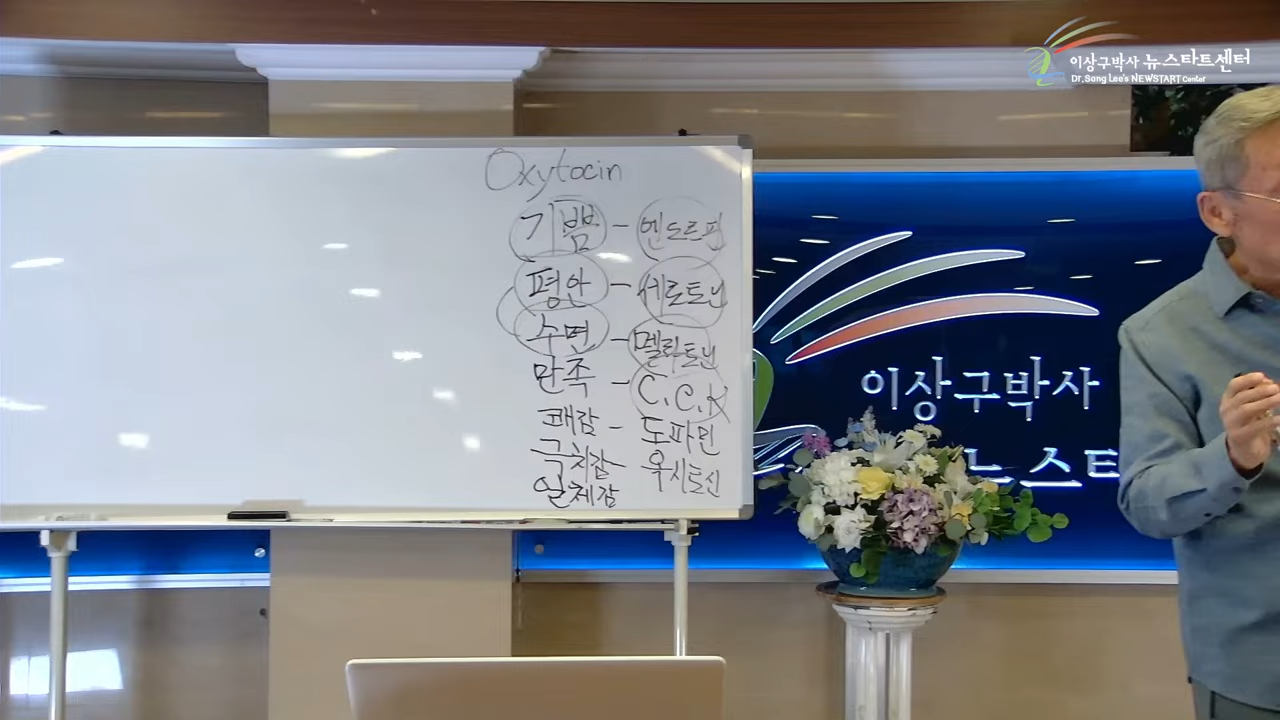 이상구박사 뉴스타트센터
Dr. Sang Lee's NEWSTART Center
Oxytocin
기쁨 - 엔도르핀
평안 - 세로토닌
수면 - 멜라토닌
만족 - C.C.K
쾌감 - 도파민
극치감 - 옥시토신
일체감
이상구박사
뉴스타